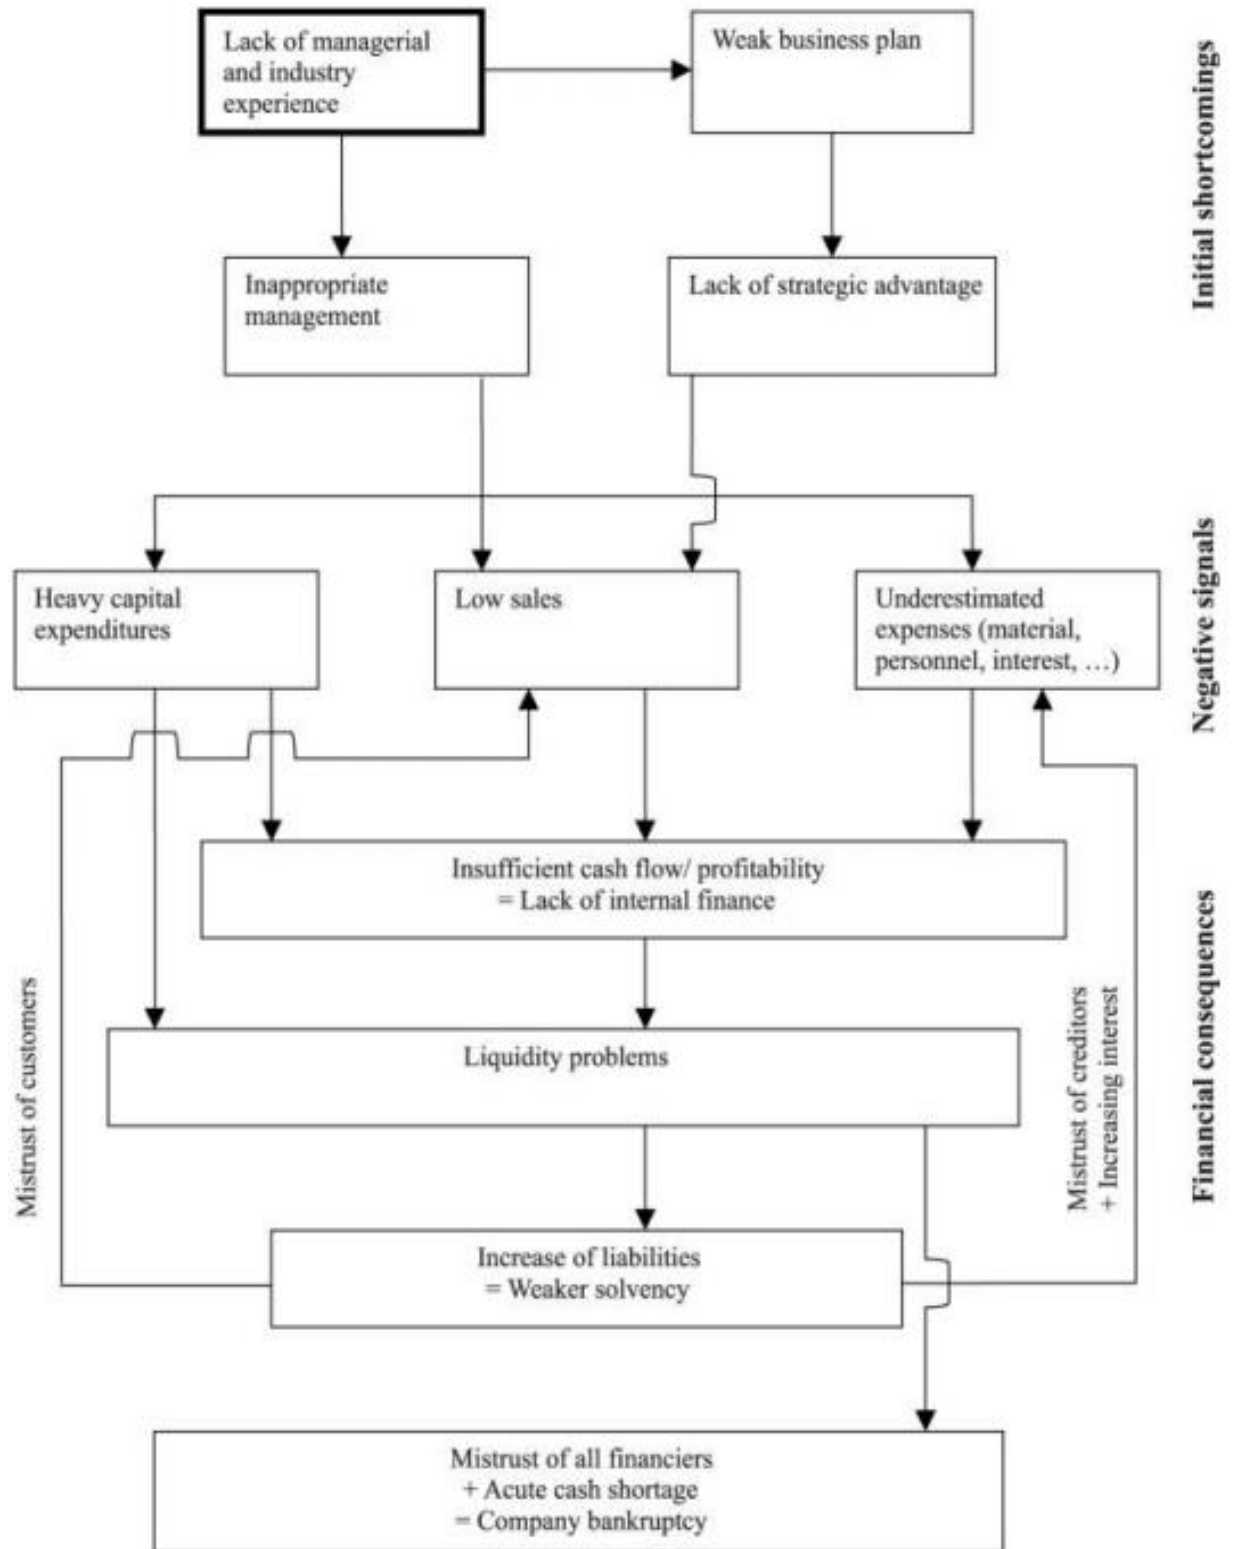 Lack of managerial
and industry
experience
Weak business plan
Initial shortcomings
Inappropriate
management
Lack of strategic advantage
Heavy capital
expenditures
Low sales
Underestimated
expenses (material,
personnel, interest, …)
Negative signals
Insufficient cash flow/ profitability
= Lack of internal finance
Mistrust of customers
Liquidity problems
Mistrust of creditors
+ Increasing interest
Financial consequences
Increase of liabilities
= Weaker solvency
Mistrust of all financiers
+ Acute cash shortage
= Company bankruptcy